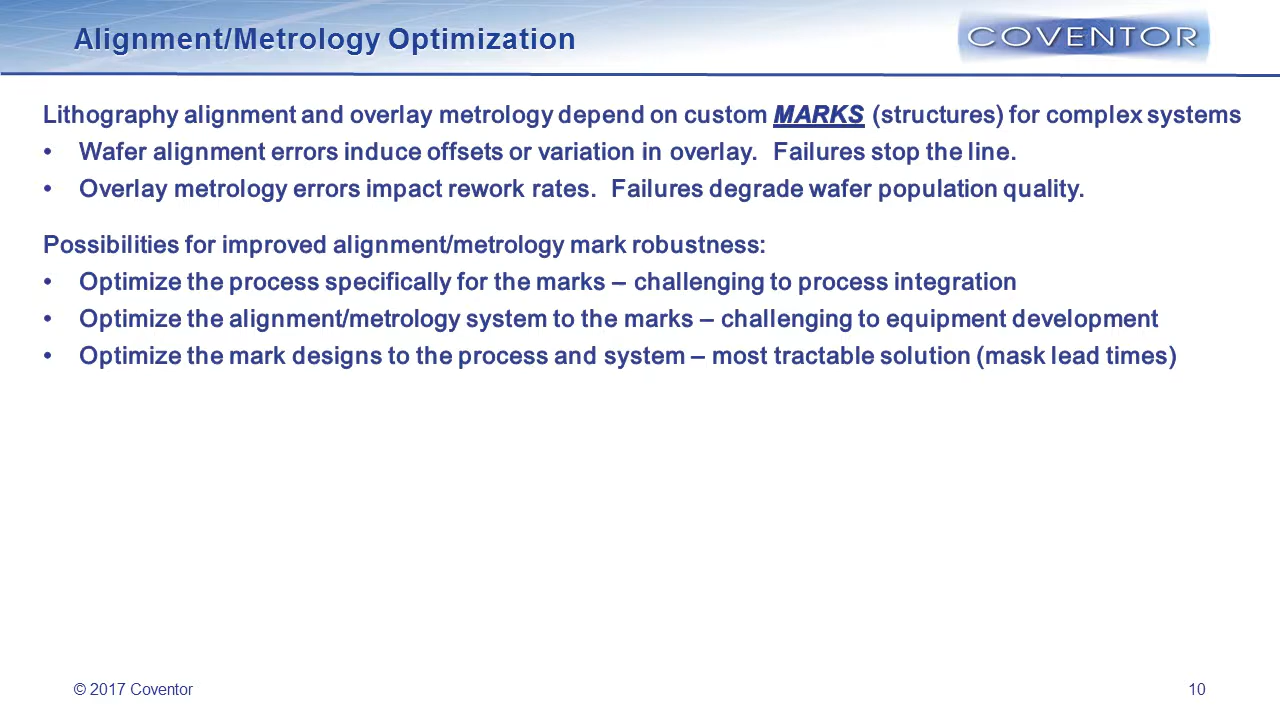 Alignment/Metrology Optimization
COVENTOR
Lithography alignment and overlay metrology depend on custom MARKS (structures) for complex systems
• Wafer alignment errors induce offsets or variation in overlay. Failures stop the line.
• Overlay metrology errors impact rework rates. Failures degrade wafer population quality.
Possibilities for improved alignment/metrology mark robustness:
• Optimize the process specifically for the marks – challenging to process integration
• Optimize the alignment/metrology system to the marks – challenging to equipment development
• Optimize the mark designs to the process and system – most tractable solution (mask lead times)
© 2017 Coventor
10